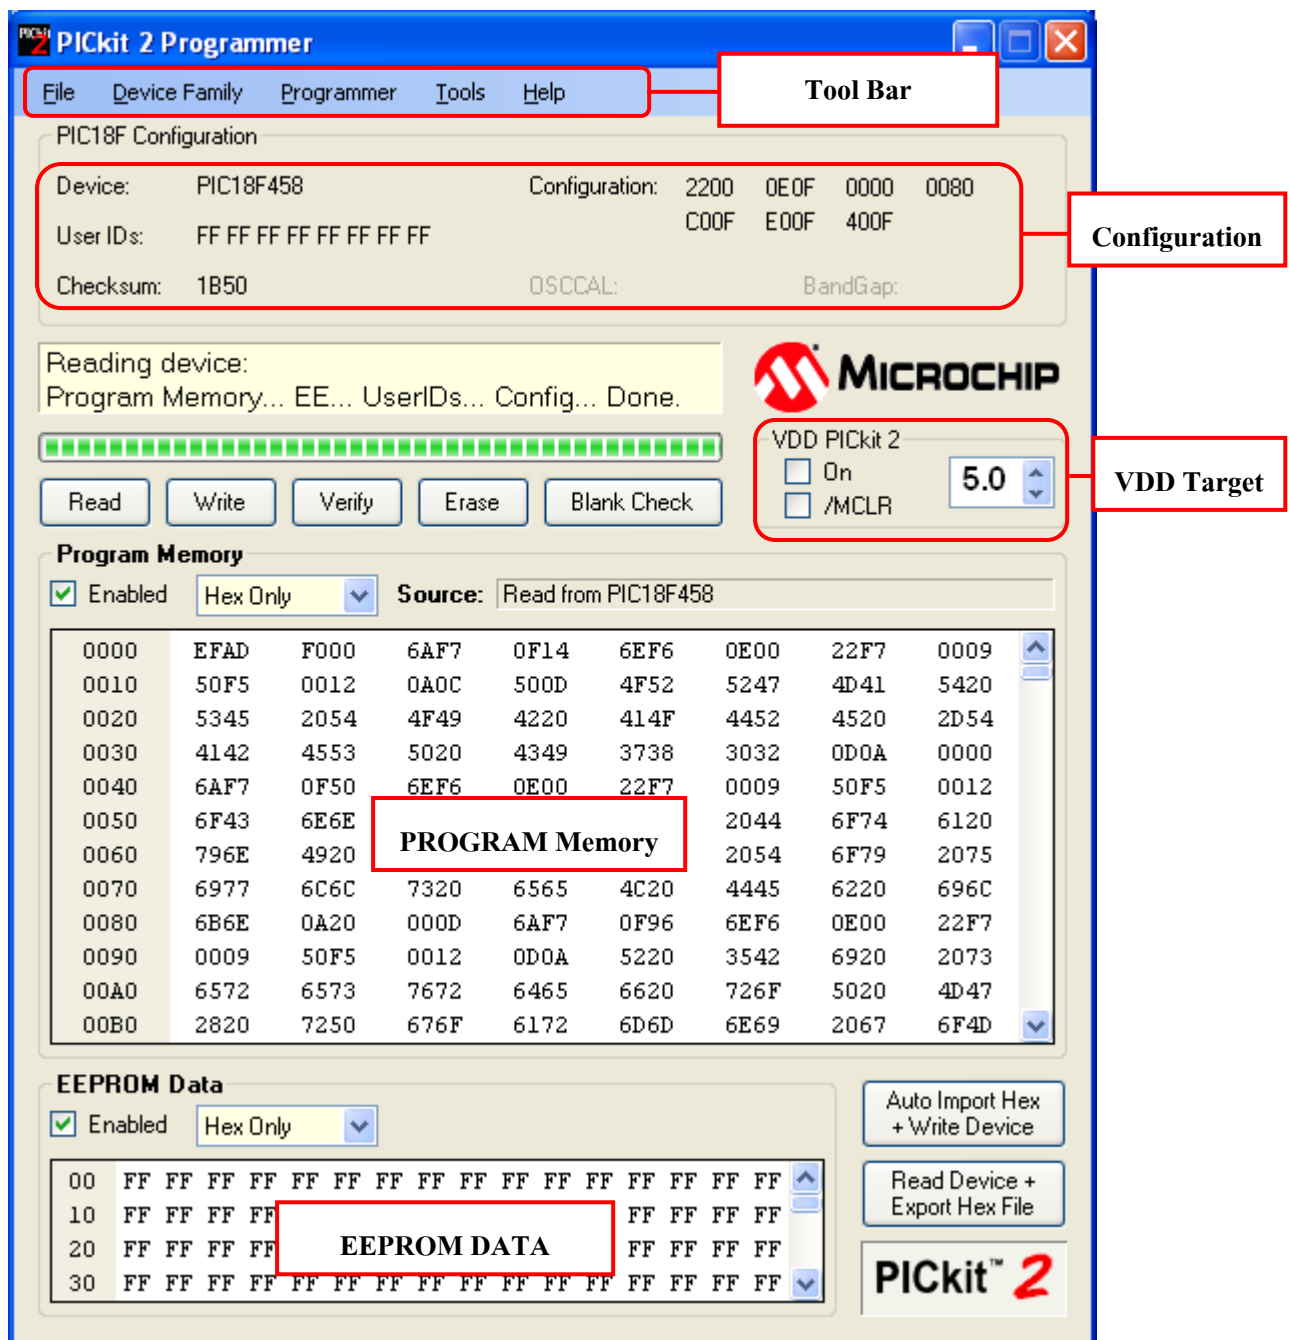 PICkit 2 Programmer
File Device Family Programmer Tools Help
Tool Bar
PIC18F Configuration
Device: PIC18F458 Configuration: 2200 0E0F 0000 0080
C00F E00F 400F
User IDs: FF FF FF FF FF FF FF FF
Configuration
Checksum: 1B50 OSCCAL: BandGap:
Reading device:
Program Memory... EE... UserIDs... Config... Done.
MICROCHIP
VDD PICkit 2
On
/MCLR
5.0
VDD Target
Read Write Verify Erase Blank Check
Program Memory
Enabled Hex Only Source: Read from PIC18F458
0000 EFAD F000 6AF7 0F14 6EF6 0E00 22F7 0009
0010 50F5 0012 0A0C 500D 4F52 5247 4D41 5420
0020 5345 2054 4F49 4220 414F 4452 4520 2D54
0030 4142 4553 5020 4349 3738 3032 0D0A 0000
0040 6AF7 0F50 6EF6 0E00 22F7 0009 50F5 0012
0050 6F43 6E6E 2044 6F74 6120
PROGRAM Memory
0060 796E 4920 2054 6F79 2075
0070 6977 6C6C 7320 6565 4C20 4445 6220 696C
0080 6B6E 0A20 000D 6AF7 0F96 6EF6 0E00 22F7
0090 0009 50F5 0012 0D0A 5220 3542 6920 2073
00A0 6572 6573 7672 6465 6620 726F 5020 4D47
00B0 2820 7250 676F 6172 6D6D 6E69 2067 6F4D
EEPROM Data
Enabled Hex Only
Auto Import Hex
+ Write Device
Read Device +
Export Hex File
00 FF FF FF FF FF FF FF FF FF FF FF FF FF FF FF FF
10 FF FF FF FF FF FF FF FF
20 FF FF FF FF FF FF FF FF
EEPROM DATA
30 FF FF FF FF FF FF FF FF FF FF FF FF FF FF FF FF
PICkit™ 2